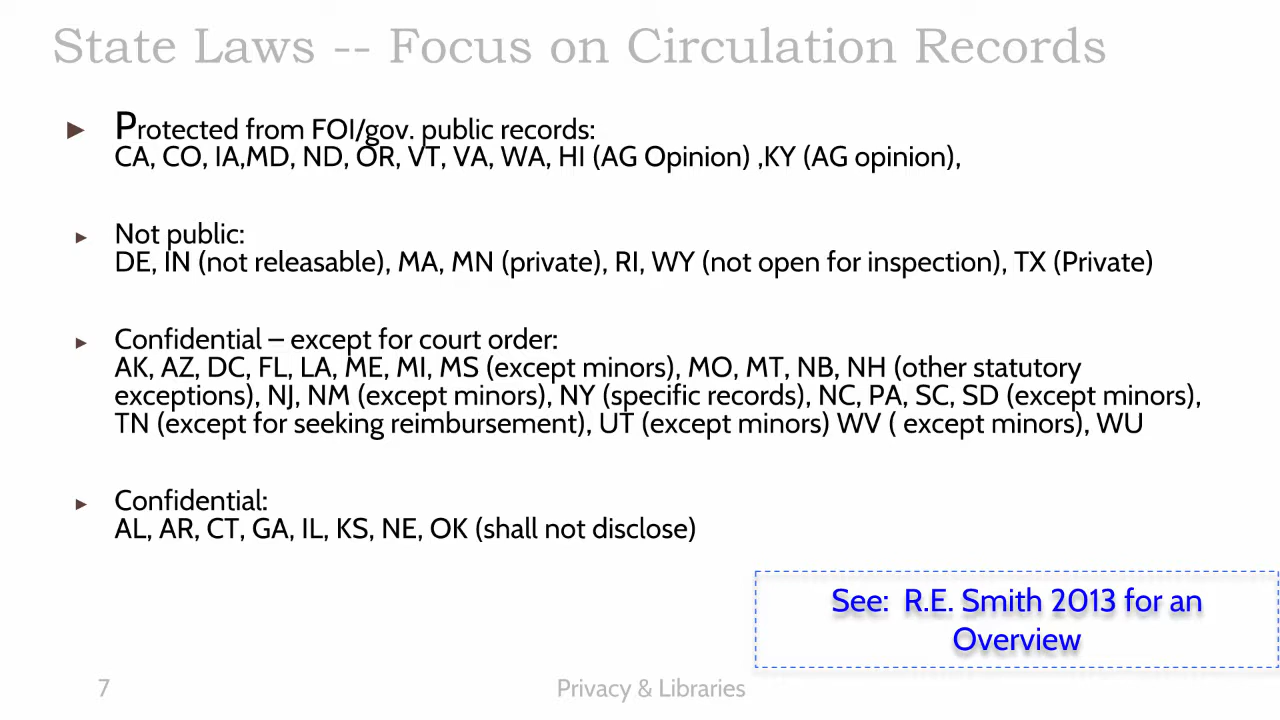 State Laws -- Focus on Circulation Records
► Protected from FOI/gov. public records:
CA, CO, IA,MD, ND, OR, VT, VA, WA, HI (AG Opinion) ,KY (AG opinion),
► Not public:
DE, IN (not releasable), MA, MN (private), RI, WY (not open for inspection), TX (Private)
► Confidential – except for court order:
AK, AZ, DC, FL, LA, ME, MI, MS (except minors), MO, MT, NB, NH (other statutory
exceptions), NJ, NM (except minors), NY (specific records), NC, PA, SC, SD (except minors),
TN (except for seeking reimbursement), UT (except minors) WV ( except minors), WU
► Confidential:
AL, AR, CT, GA, IL, KS, NE, OK (shall not disclose)
See: R.E. Smith 2013 for an
Overview
7
Privacy & Libraries